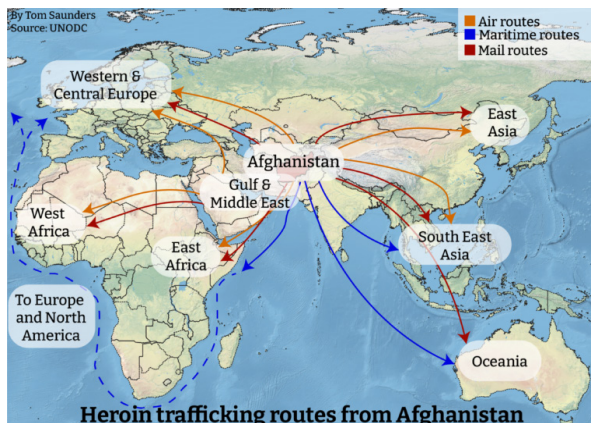 By Tom Saunders
Source: UNODC
Air routes
Maritime routes
Mail routes
Western &
Central Europe
East
Asia
Afghanistan
Gulf &
Middle East
West
Africa
East
Africa
South East
Asia
To Europe
and North
America
Oceania
Heroin trafficking routes from Afghanistan